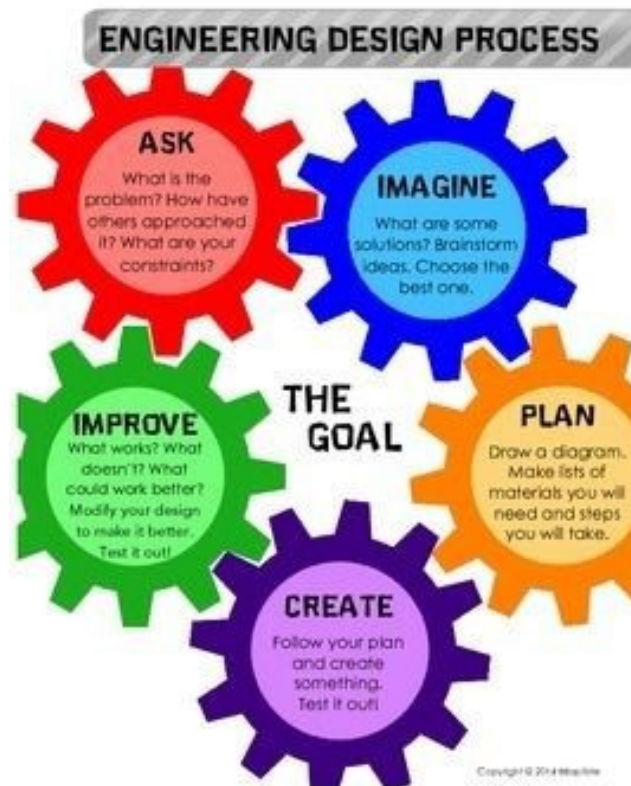 ENGINEERING DESIGN PROCESS
ASK
What is the
problem? How have
others approached
it? What are your
constraints?
IMAGINE
What are some
solutions? Brainstorm
ideas. Choose the
best one.
THE
GOAL
PLAN
Draw a diagram.
Make lists of
materials you will
need and steps
you will take.
CREATE
Follow your plan
and create
something.
Test it out!
IMPROVE
What works? What
doesn't? What
could work better?
Modify your design
to make it better.
Test it out!
Copyright © 2014